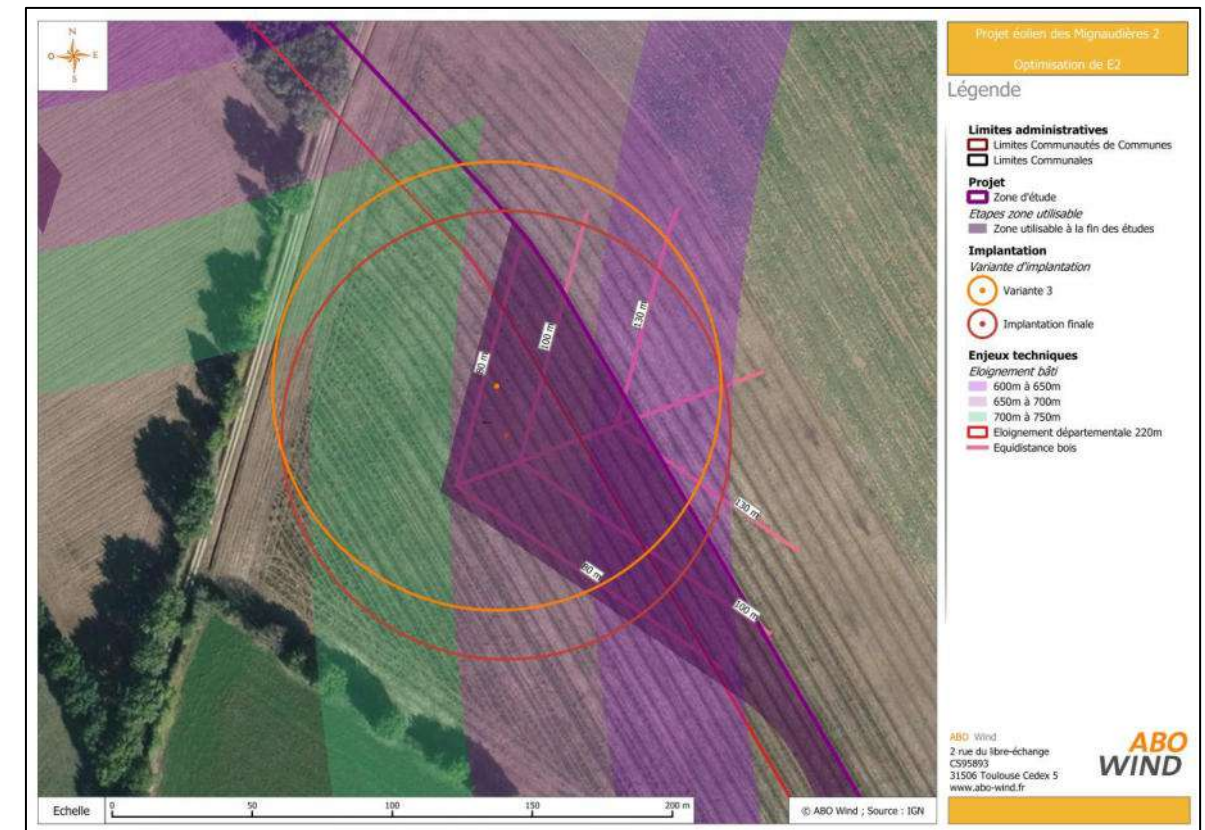 N
O
E
S
Projet éolien des Mignaudières 2
Optimisation de E2
Légende
Limites administratives
Limites Communautés de Communes
Limites Communales
Projet
Zone d'étude
Etapes zone utilisable
Zone utilisable à la fin des études
Implantation
Variante d'implantation
Variante 3
Implantation finale
Enjeux techniques
Eloignement bâti
600m à 650m
650m à 700m
700m à 750m
Eloignement départementale 220m
Equidistance bois
80 m
100 m
130 m
130 m
80 m
100 m
ABO Wind
2 rue du libre-échange
CS95893
31506 Toulouse Cedex 5
www.abo-wind.fr
ABO
WIND
Echelle
0
50
100
150
200 m
© ABO Wind ; Source : IGN